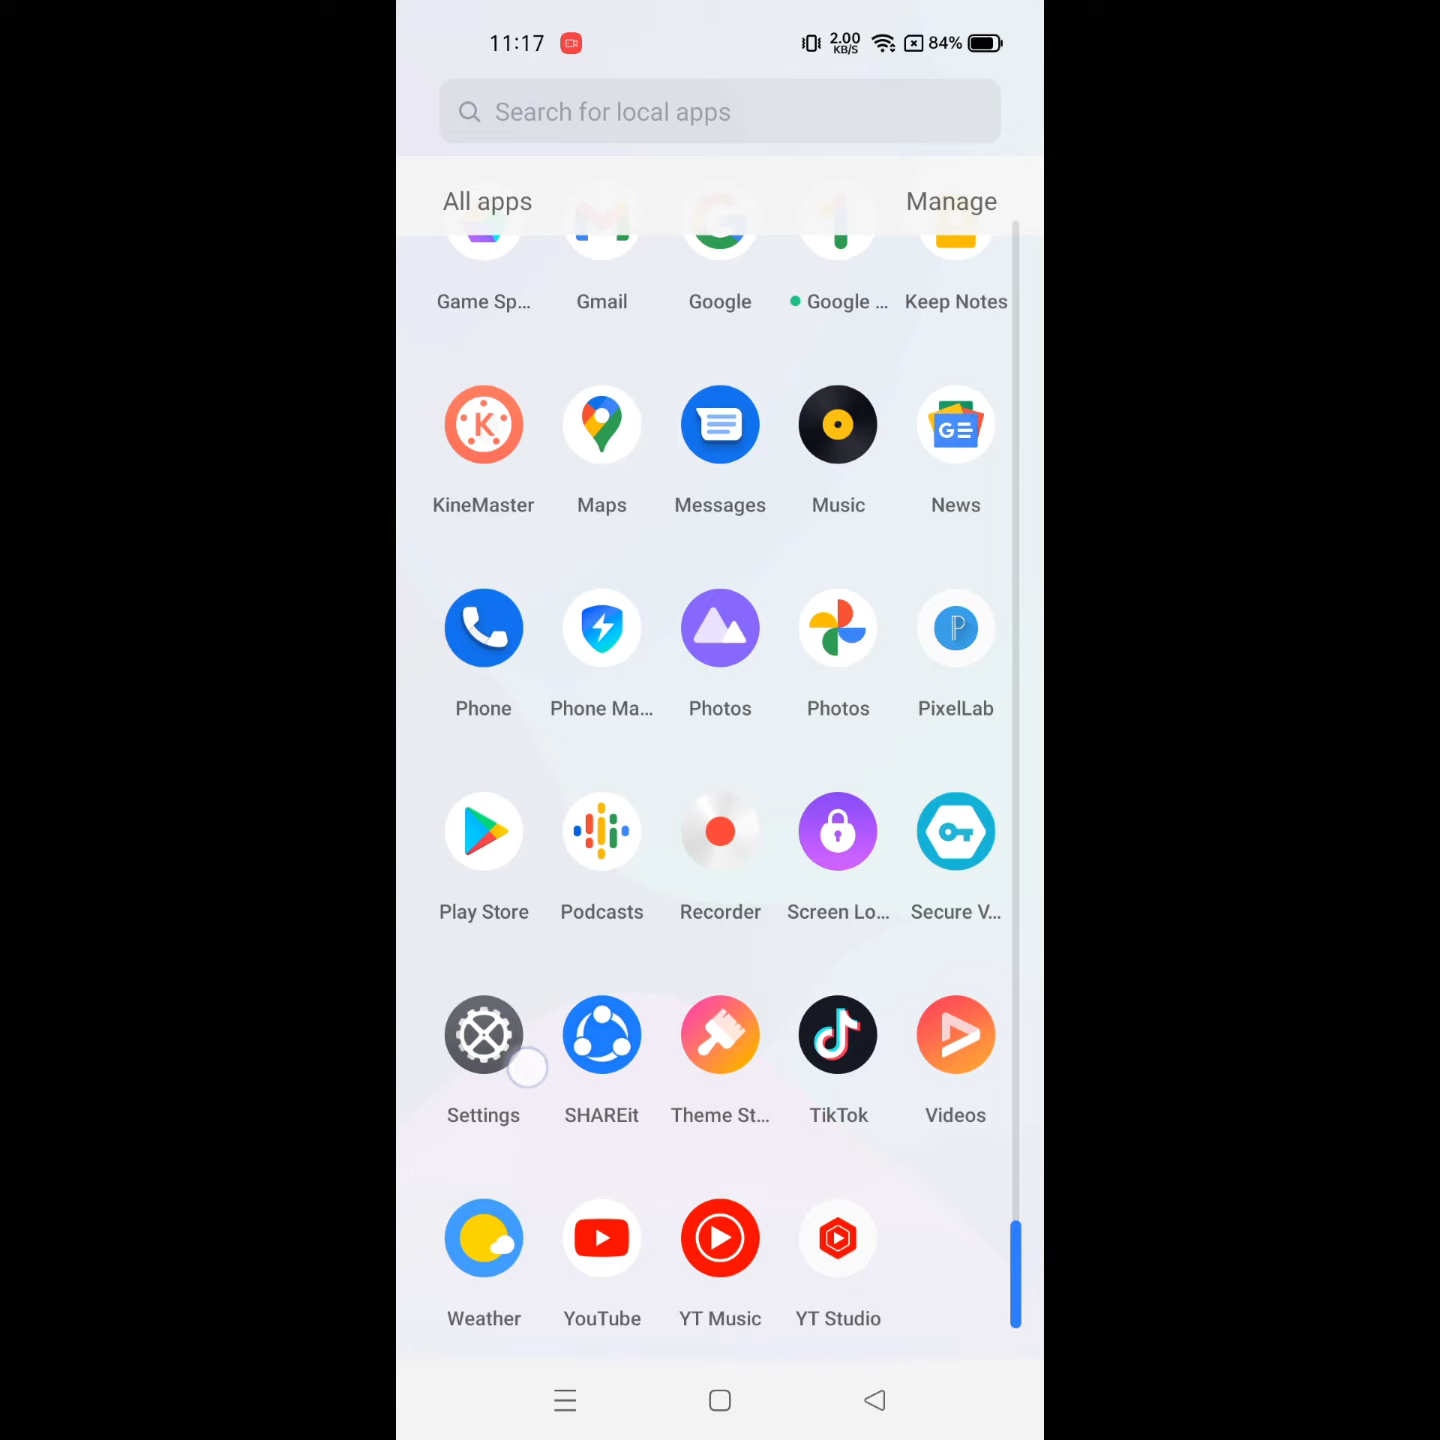 11:17 2.00 KB/S 84%
Search for local apps
All apps Manage
Game Sp... Gmail Google Google ... Keep Notes
KineMaster Maps Messages Music News
Phone Phone Ma... Photos Photos PixelLab
Play Store Podcasts Recorder Screen Lo... Secure V...
Settings SHAREit Theme St... TikTok Videos
Weather YouTube YT Music YT Studio